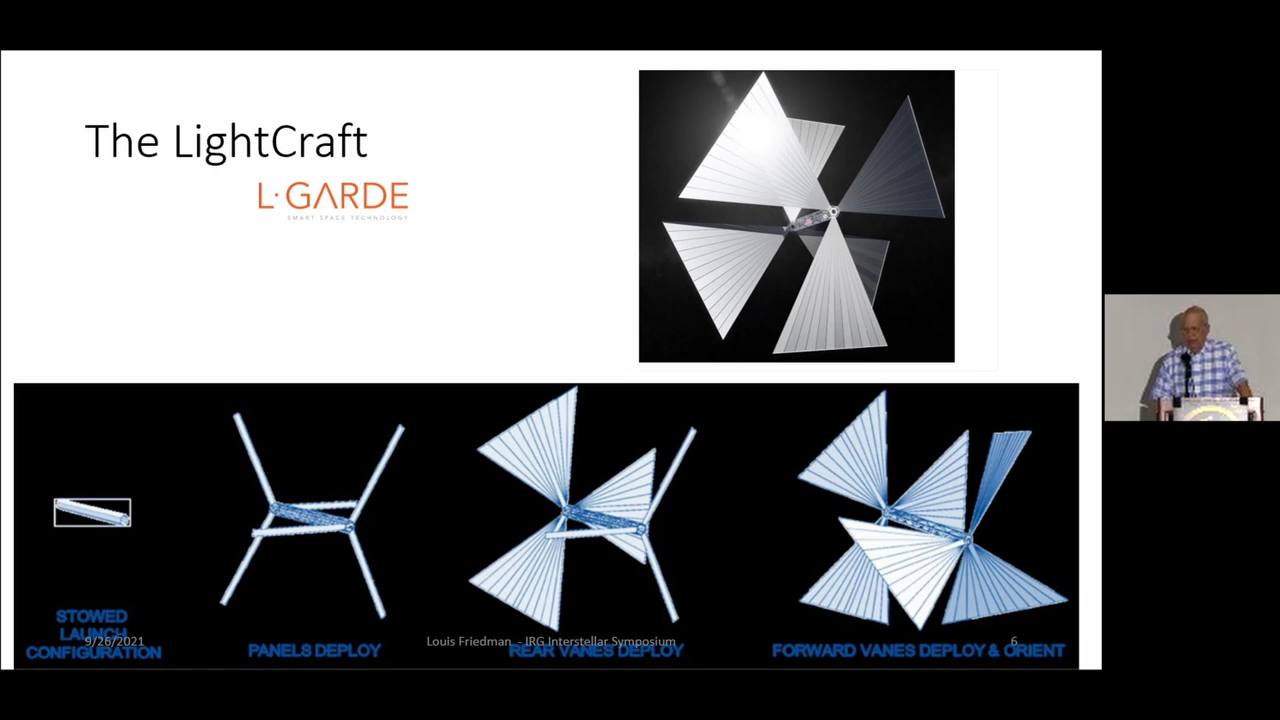 The LightCraft
L·GARDE
SMART SPACE TECHNOLOGY
STOWED
LAUNCH
CONFIGURATION
PANELS DEPLOY
REAR VANES DEPLOY
FORWARD VANES DEPLOY & ORIENT
9/26/2021
Louis Friedman - IRG Interstellar Symposium
6